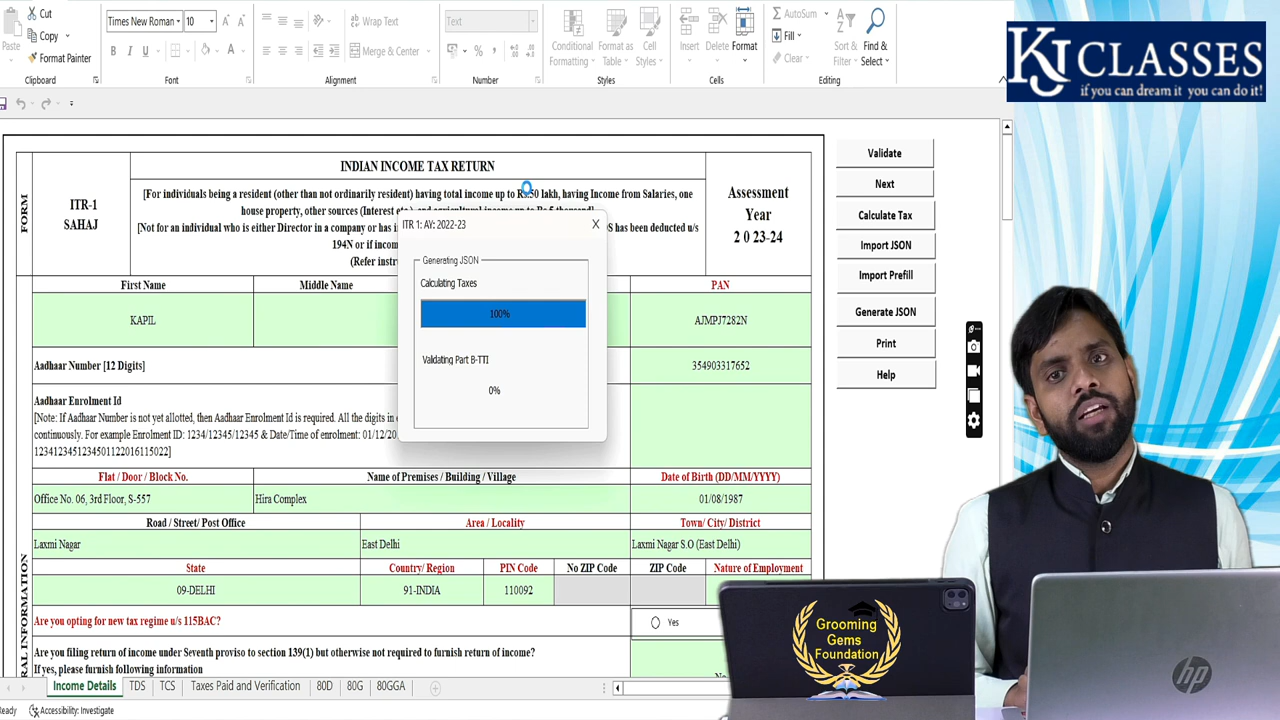 Cut
Copy
Format Painter
Paste
Clipboard
Times New Roman
10
A
A
B
I
U
A
Font
Wrap Text
Merge & Center
Alignment
Text
%
Number
Conditional
Formatting
Format as
Table
Cell
Styles
Styles
Insert
Delete
Format
Cells
AutoSum
Fill
Clear
Sort &
Filter
Find &
Select
Editing
KJ CLASSES
if you can dream it you can do it!
FORM
ITR-1
SAHAJ
INDIAN INCOME TAX RETURN
[For individuals being a resident (other than not ordinarily resident) having total income up to Rs.50 lakh, having Income from Salaries, one
house property, other sources (Interest etc.), and agricultural income up to Rs.5 thousand]
[Not for an individual who is either Director in a company or has i
S has been deducted u/s
194N or if incom
(Refer instr
Assessment
Year
2 0 23-24
Validate
Next
Calculate Tax
Import JSON
Import Prefill
Generate JSON
Print
Help
ITR 1: AY: 2022-23
X
Generating JSON
Calculating Taxes
100%
Validating Part B-TTI
0%
First Name
Middle Name
PAN
KAPIL
AJMPJ7282N
Aadhaar Number [12 Digits]
354903317652
Aadhaar Enrolment Id
[Note: If Aadhaar Number is not yet allotted, then Aadhaar Enrolment Id is required. All the digits in e
continuously. For example Enrolment ID: 1234/12345/12345 & Date/Time of enrolment: 01/12/20
1234123451234501122016115022]
Flat / Door / Block No.
Name of Premises / Building / Village
Date of Birth (DD/MM/YYYY)
Office No. 06, 3rd Floor, S-557
Hira Complex
01/08/1987
Road / Street/ Post Office
Area / Locality
Town/ City/ District
Laxmi Nagar
East Delhi
Laxmi Nagar S.O (East Delhi)
State
Country/ Region
PIN Code
No ZIP Code
ZIP Code
Nature of Employment
09-DELHI
91-INDIA
110092
Are you opting for new tax regime u/s 115BAC?
Yes
Are you filing return of income under Seventh proviso to section 139(1) but otherwise not required to furnish return of income?
If yes, please furnish following information
No
RAL INFORMATION
Income Details
TDS
TCS
Taxes Paid and Verification
80D
80G
80GGA
eady
Accessibility: Investigate
Grooming
Gems
Foundation
hp